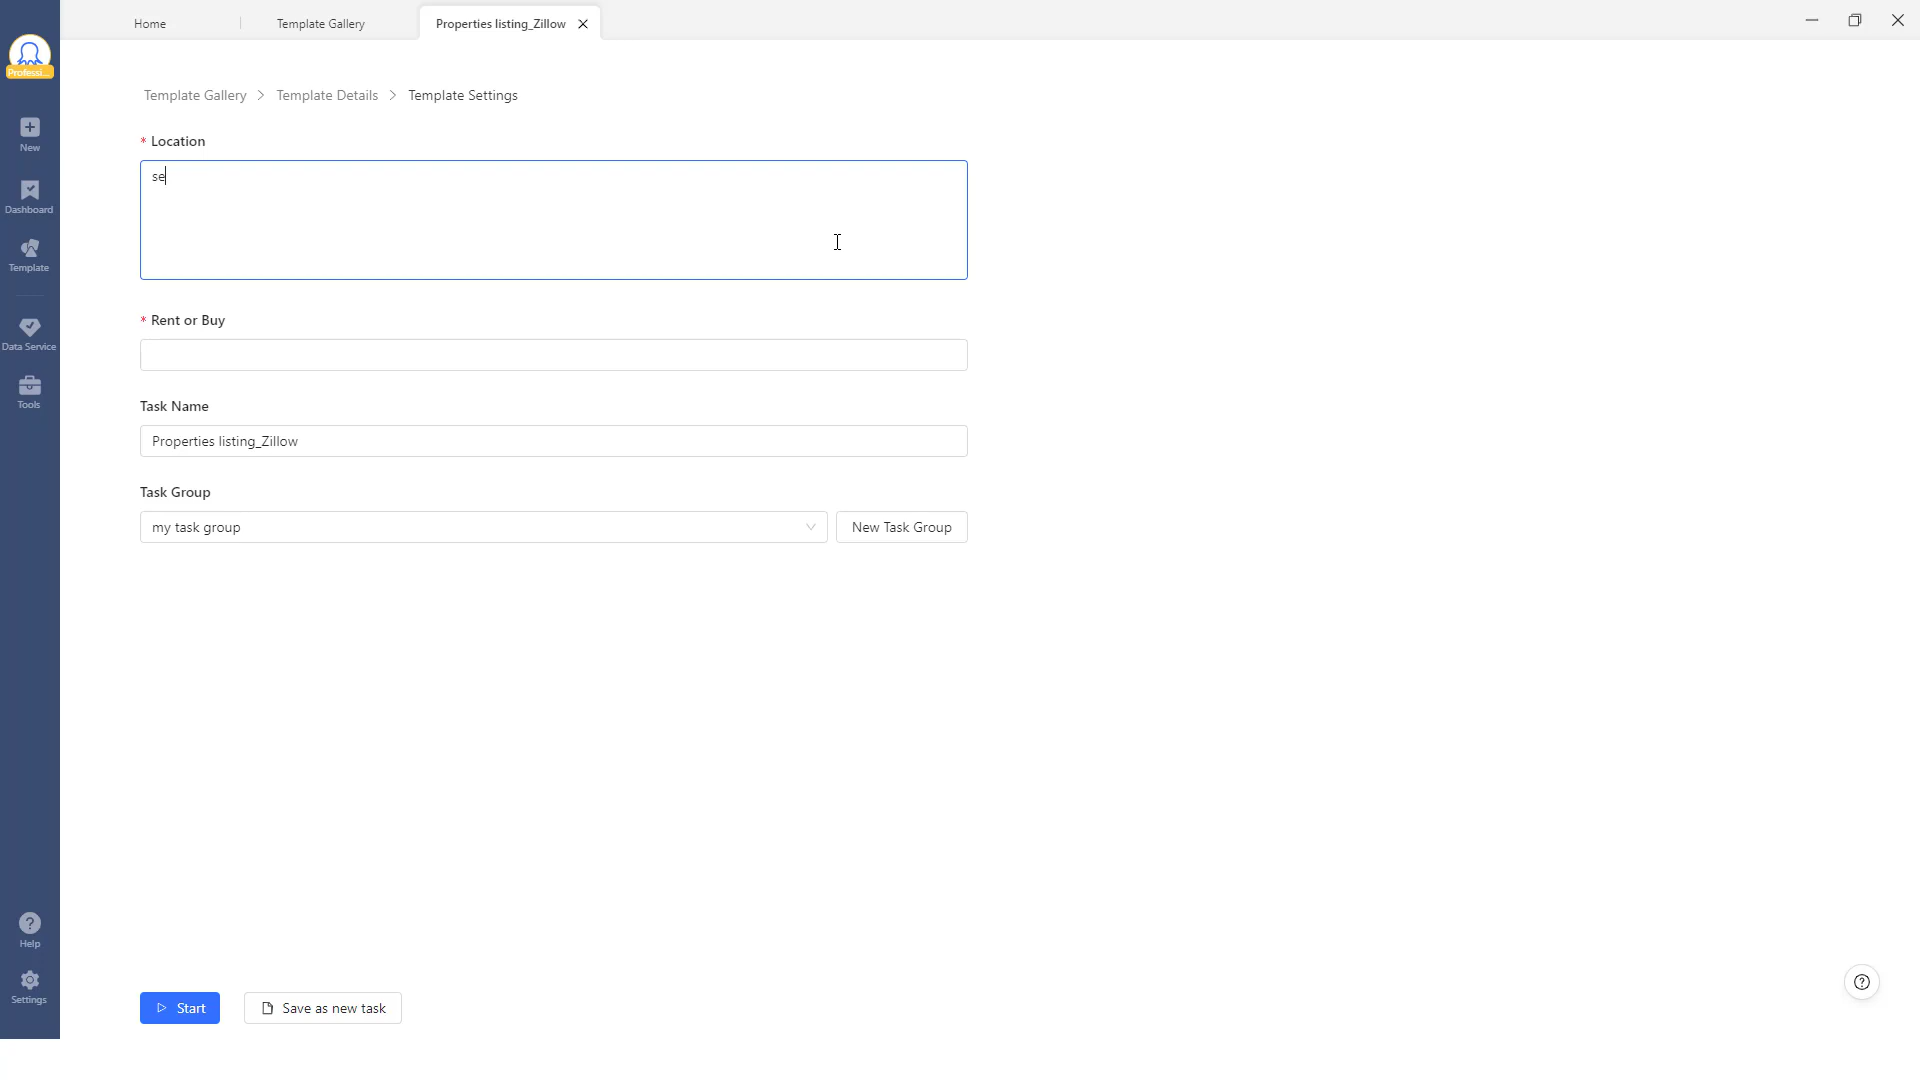 Home
Template Gallery
Properties listing_Zillow
Professi...
New
Dashboard
Template
Data Service
Tools
Help
Settings
Template Gallery > Template Details > Template Settings
* Location
se
* Rent or Buy
Task Name
Properties listing_Zillow
Task Group
my task group
New Task Group
Start
Save as new task